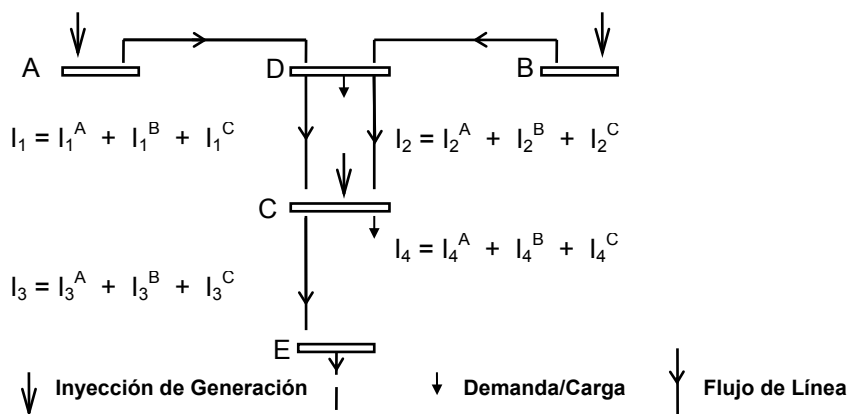 A
D
B
I₁ = I₁ᴬ + I₁ᴮ + I₁ᶜ
I₂ = I₂ᴬ + I₂ᴮ + I₂ᶜ
C
I₄ = I₄ᴬ + I₄ᴮ + I₄ᶜ
I₃ = I₃ᴬ + I₃ᴮ + I₃ᶜ
E
Inyección de Generación
Demanda/Carga
Flujo de Línea